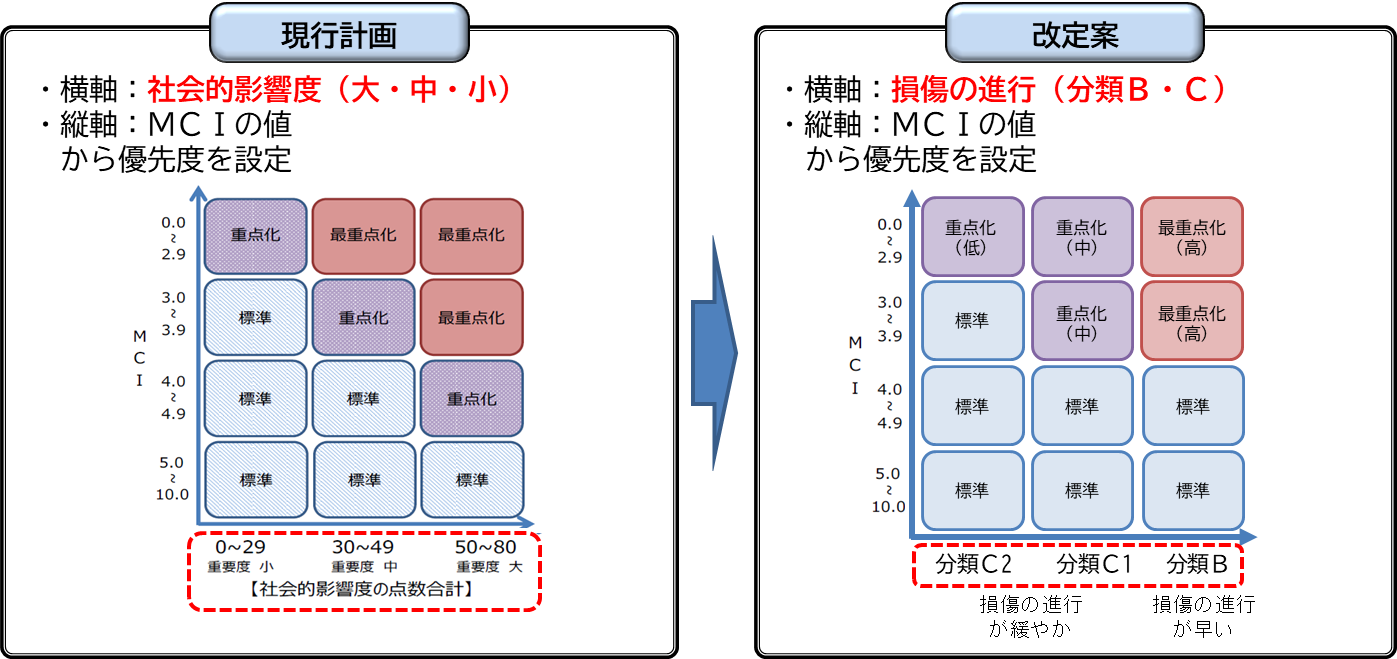 現行計画
・横軸：社会的影響度（大・中・小）
・縦軸：ＭＣＩの値
から優先度を設定
MCI
0.0
~
2.9
重点化
最重点化
最重点化
3.0
~
3.9
標準
重点化
最重点化
4.0
~
4.9
標準
標準
重点化
5.0
~
10.0
標準
標準
標準
0~29
30~49
50~80
重要度 小
重要度 中
重要度 大
【社会的影響度の点数合計】
改定案
・横軸：損傷の進行（分類Ｂ・Ｃ）
・縦軸：ＭＣＩの値
から優先度を設定
MCI
0.0
~
2.9
重点化
（低）
重点化
（中）
最重点化
（高）
3.0
~
3.9
標準
重点化
（中）
最重点化
（高）
4.0
~
4.9
標準
標準
標準
5.0
~
10.0
標準
標準
標準
分類Ｃ2
分類Ｃ1
分類Ｂ
損傷の進行
が緩やか
損傷の進行
が早い